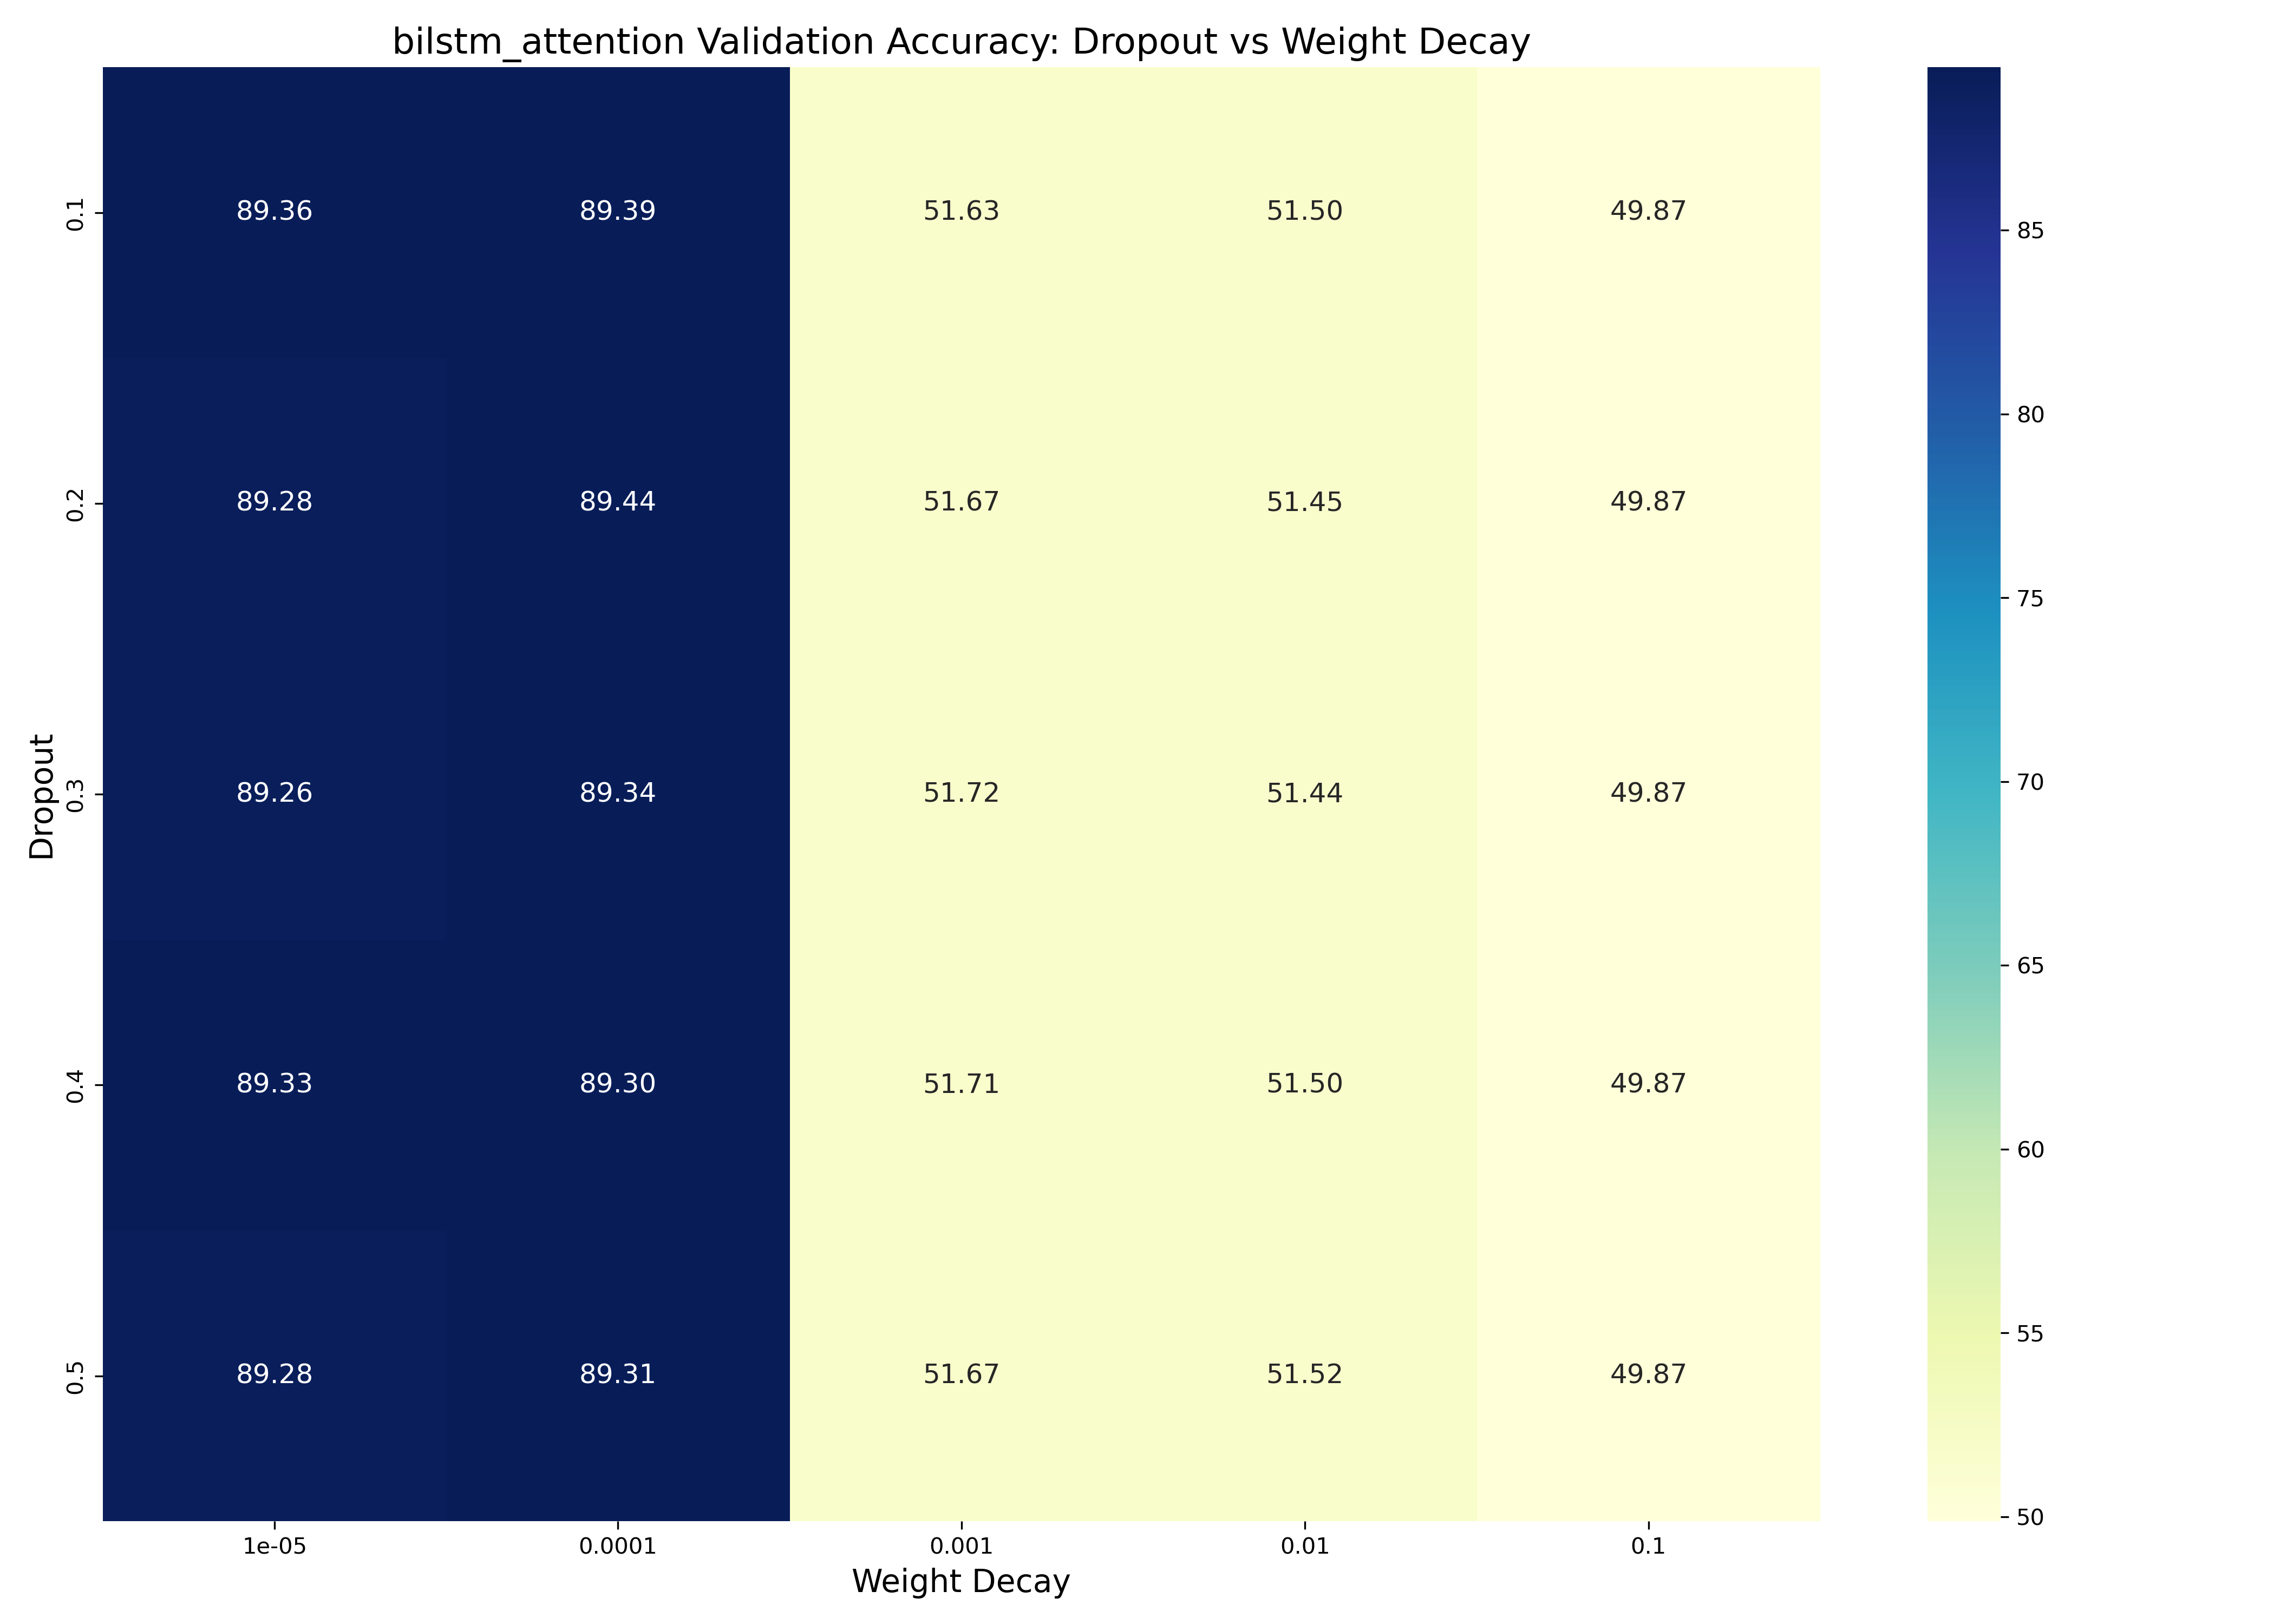 bilstm_attention Validation Accuracy: Dropout vs Weight Decay
Dropout
0.1 89.36 89.39 51.63 51.50 49.87
0.2 89.28 89.44 51.67 51.45 49.87
0.3 89.26 89.34 51.72 51.44 49.87
0.4 89.33 89.30 51.71 51.50 49.87
0.5 89.28 89.31 51.67 51.52 49.87
1e-05 0.0001 0.001 0.01 0.1
Weight Decay
85
80
75
70
65
60
55
50